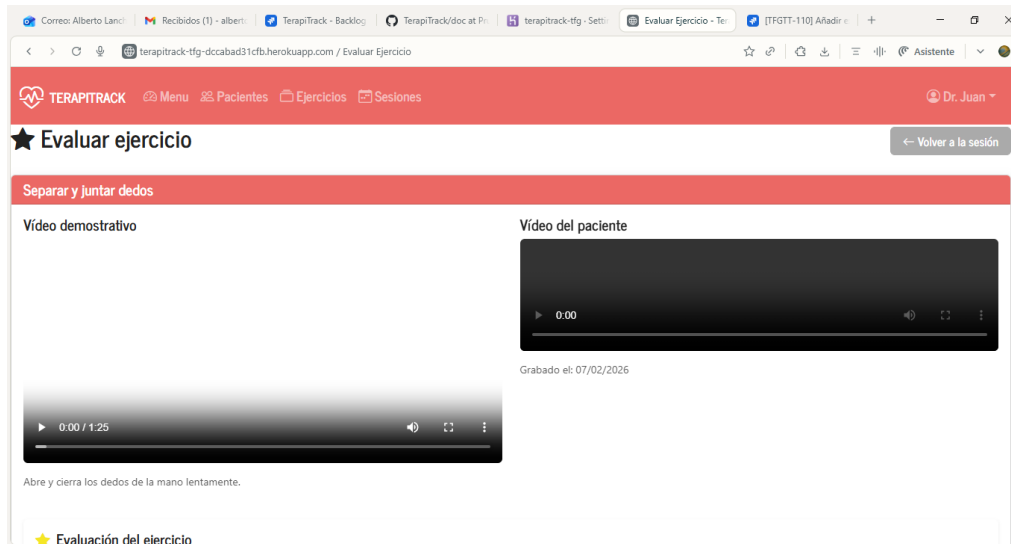 Correo: Alberto Lanch
Recibidos (1) - albert
TerapiTrack - Backlog
TerapiTrack/doc at Pr
terapitrack-tfg · Setti
Evaluar Ejercicio - Ter
[TFGTT-110] Añadir e
terapitrack-tfg-dccabad31cfb.herokuapp.com / Evaluar Ejercicio
Asistente
TERAPITRACK Menu Pacientes Ejercicios Sesiones Dr. Juan
Evaluar ejercicio
← Volver a la sesión
Separar y juntar dedos
Vídeo demostrativo
0:00 / 1:25
Abre y cierra los dedos de la mano lentamente.
Vídeo del paciente
0:00
Grabado el: 07/02/2026
Evaluación del ejercicio